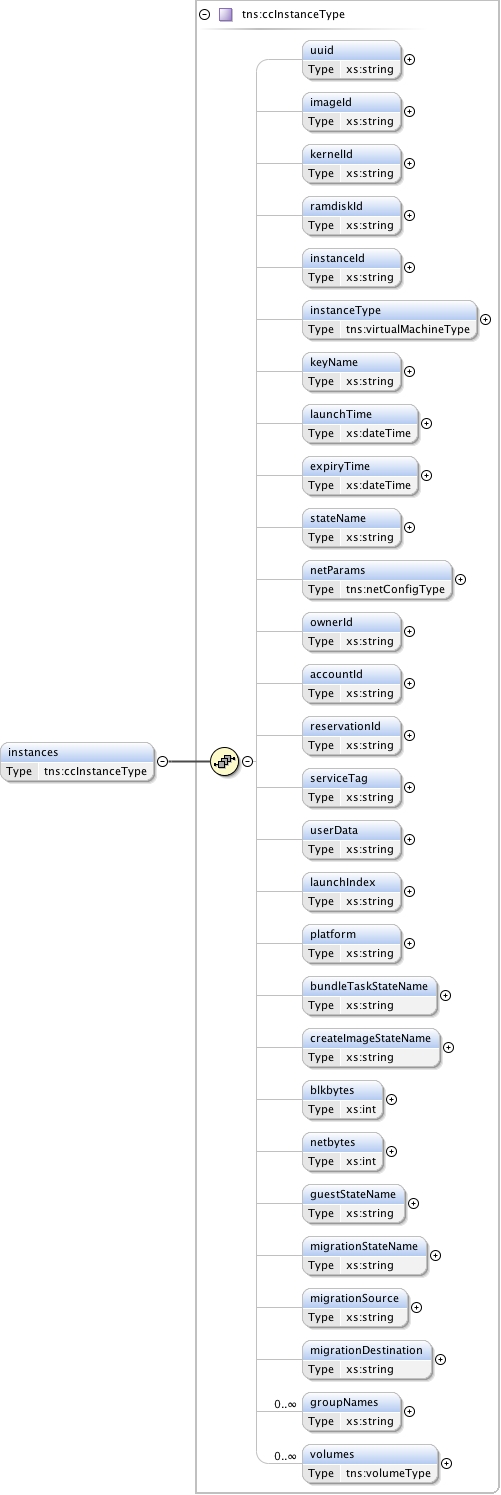 tns:ccInstanceType
uuid
Type xs:string
imageId
Type xs:string
kernelId
Type xs:string
ramdiskId
Type xs:string
instanceId
Type xs:string
instanceType
Type tns:virtualMachineType
keyName
Type xs:string
launchTime
Type xs:dateTime
expiryTime
Type xs:dateTime
stateName
Type xs:string
netParams
Type tns:netConfigType
ownerId
Type xs:string
accountId
Type xs:string
reservationId
Type xs:string
instances
Type tns:ccInstanceType
serviceTag
Type xs:string
userData
Type xs:string
launchIndex
Type xs:string
platform
Type xs:string
bundleTaskStateName
Type xs:string
createImageStateName
Type xs:string
blkbytes
Type xs:int
netbytes
Type xs:int
guestStateName
Type xs:string
migrationStateName
Type xs:string
migrationSource
Type xs:string
migrationDestination
Type xs:string
0..∞ groupNames
Type xs:string
0..∞ volumes
Type tns:volumeType